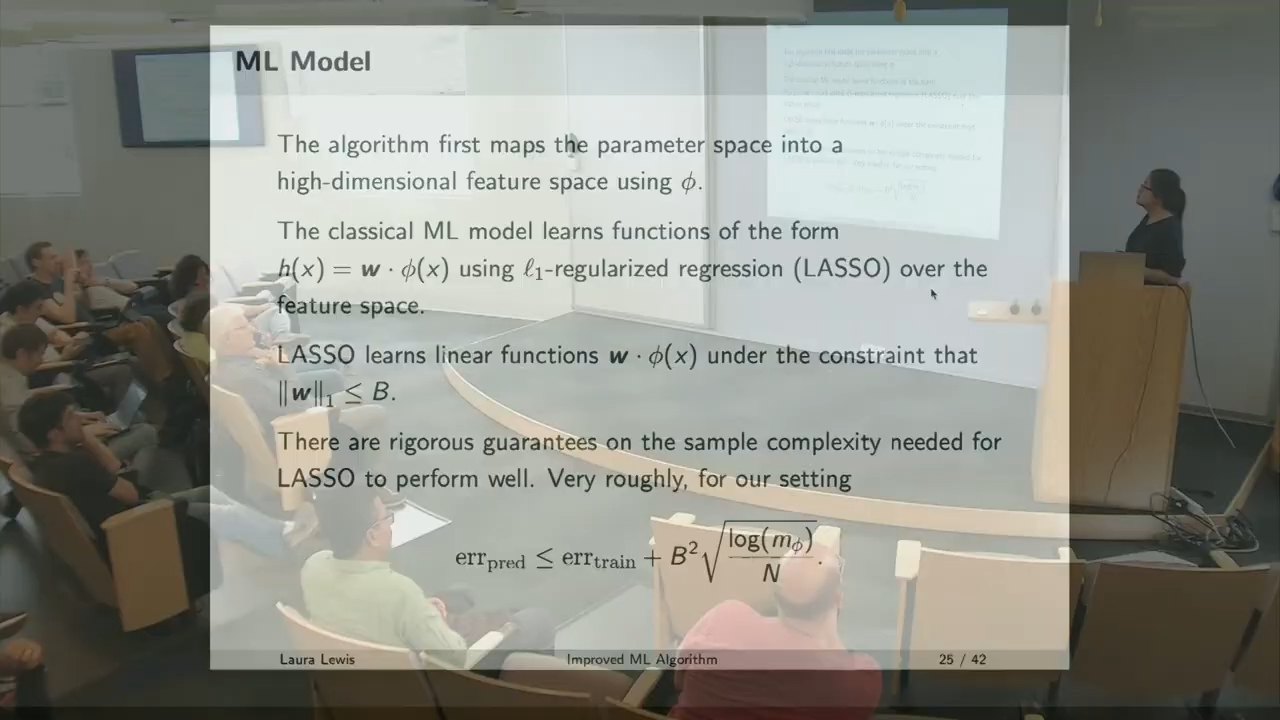 ML Model
The algorithm first maps the parameter space into a
high-dimensional feature space using ϕ.
The classical ML model learns functions of the form
h(x) = w · ϕ(x) using ℓ₁-regularized regression (LASSO) over the
feature space.
LASSO learns linear functions w · ϕ(x) under the constraint that
‖w‖₁ ≤ B.
There are rigorous guarantees on the sample complexity needed for
LASSO to perform well. Very roughly, for our setting
err_pred ≤ err_train + B²√(log(m_ϕ)/N).
Laura Lewis Improved ML Algorithm 25 / 42